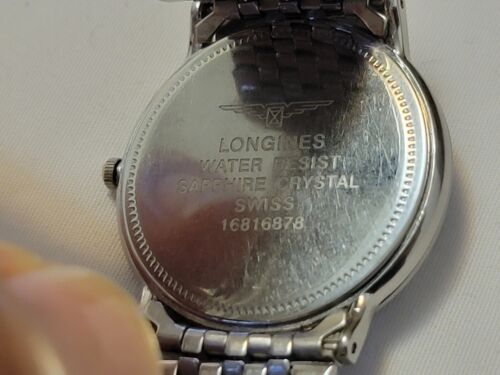 LONGINES
WATER RESIST
SAPPHIRE CRYSTAL
SWISS
16816878